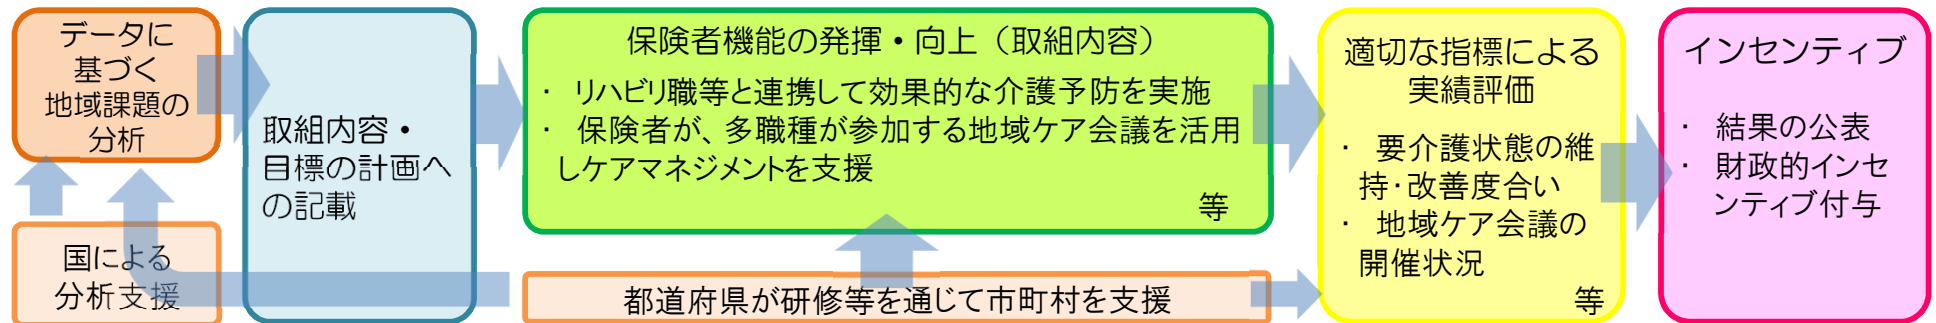 データに
基づく
地域課題の
分析
国による
分析支援
取組内容・
目標の計画へ
の記載
保険者機能の発揮・向上（取組内容）
・ リハビリ職等と連携して効果的な介護予防を実施
・ 保険者が、多職種が参加する地域ケア会議を活用
しケアマネジメントを支援
等
都道府県が研修等を通じて市町村を支援
適切な指標による
実績評価
・ 要介護状態の維
持・改善度合い
・ 地域ケア会議の
開催状況
等
インセンティブ
・ 結果の公表
・ 財政的インセ
ンティブ付与